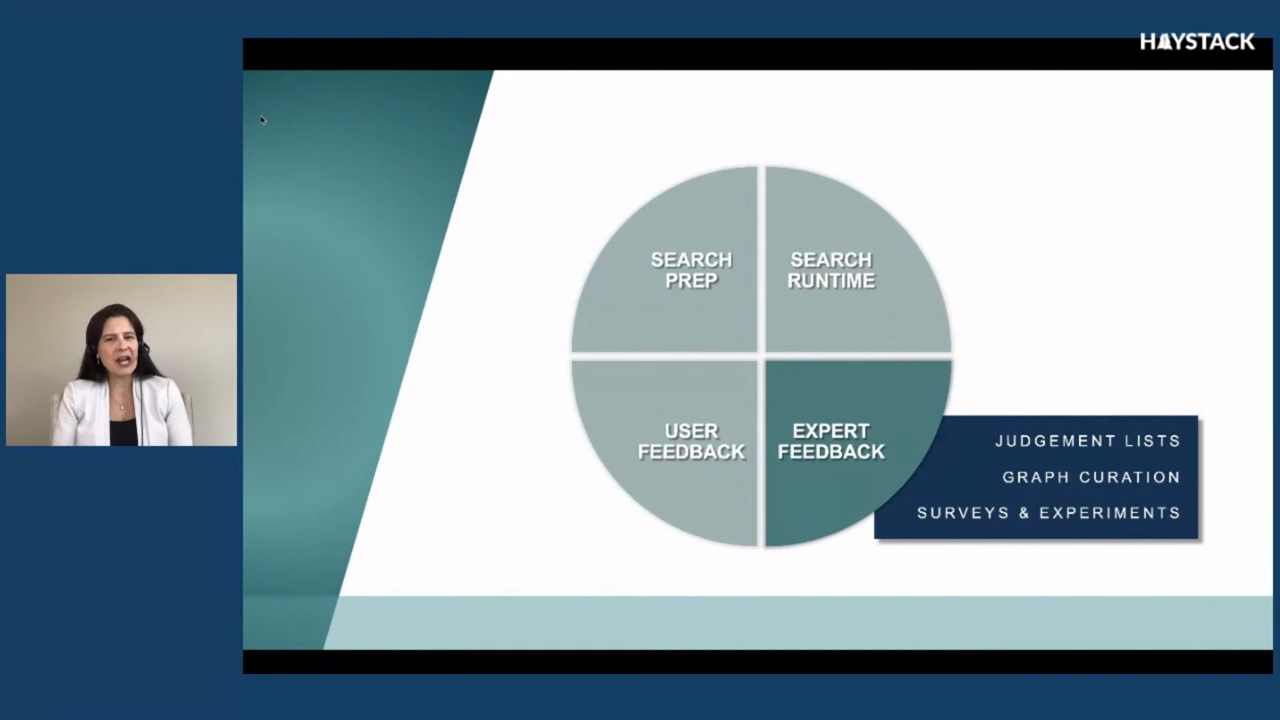 HAYSTACK
SEARCH
PREP
SEARCH
RUNTIME
USER
FEEDBACK
EXPERT
FEEDBACK
JUDGEMENT LISTS
GRAPH CURATION
SURVEYS & EXPERIMENTS